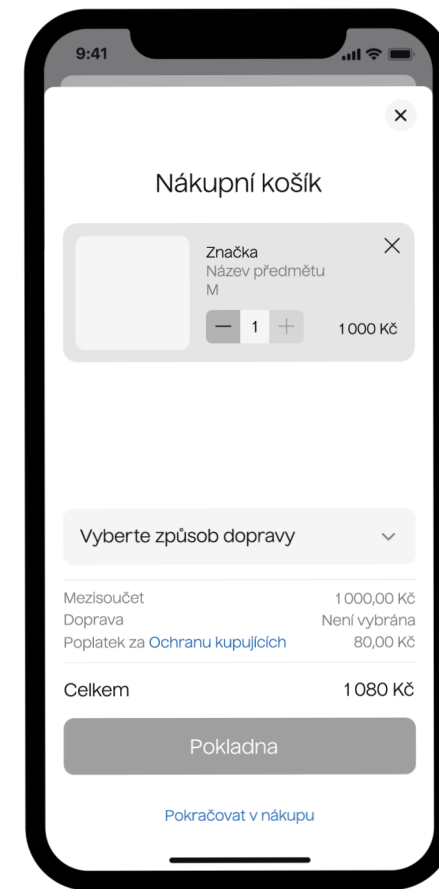 9:41
Nákupní košík
Značka
Název předmětu
M
1
1 000 Kč
Vyberte způsob dopravy
Mezisoučet 1 000,00 Kč
Doprava Není vybrána
Poplatek za Ochranu kupujících 80,00 Kč
Celkem 1 080 Kč
Pokladna
Pokračovat v nákupu